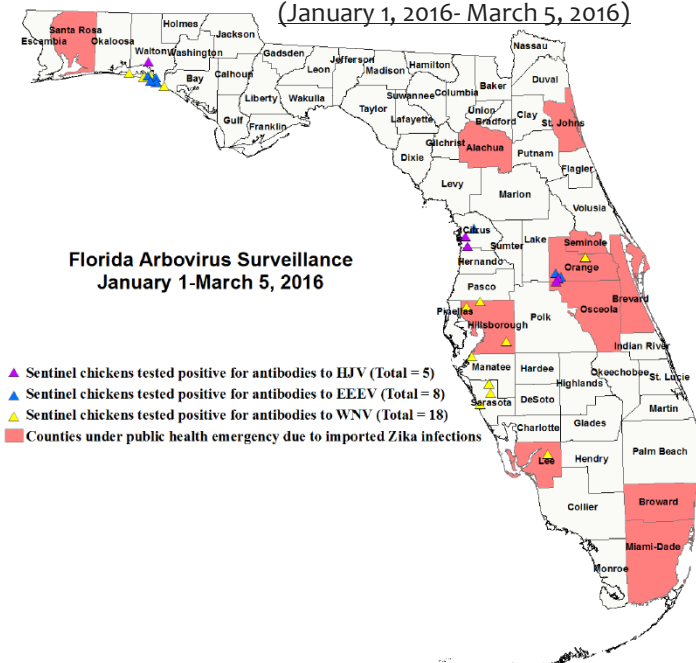 (January 1, 2016- March 5, 2016)
Holmes
Jackson
Santa Rosa
Escambia
Okaloosa
Walton
Washington
Bay
Calhoun
Gulf
Gadsden
Liberty
Franklin
Leon
Wakulla
Jefferson
Madison
Taylor
Hamilton
Suwannee
Lafayette
Dixie
Columbia
Gilchrist
Baker
Union
Bradford
Nassau
Duval
Clay
St. Johns
Alachua
Putnam
Flagler
Levy
Marion
Volusia
Citrus
Sumter
Lake
Hernando
Seminole
Orange
Pasco
Pinellas
Hillsborough
Polk
Osceola
Brevard
Indian River
Manatee
Hardee
Highlands
Okeechobee
St. Lucie
Sarasota
DeSoto
Martin
Charlotte
Glades
Lee
Hendry
Palm Beach
Collier
Broward
Miami-Dade
Monroe
Florida Arbovirus Surveillance
January 1-March 5, 2016
Sentinel chickens tested positive for antibodies to HJV (Total = 5)
Sentinel chickens tested positive for antibodies to EEEV (Total = 8)
Sentinel chickens tested positive for antibodies to WNV (Total = 18)
Counties under public health emergency due to imported Zika infections